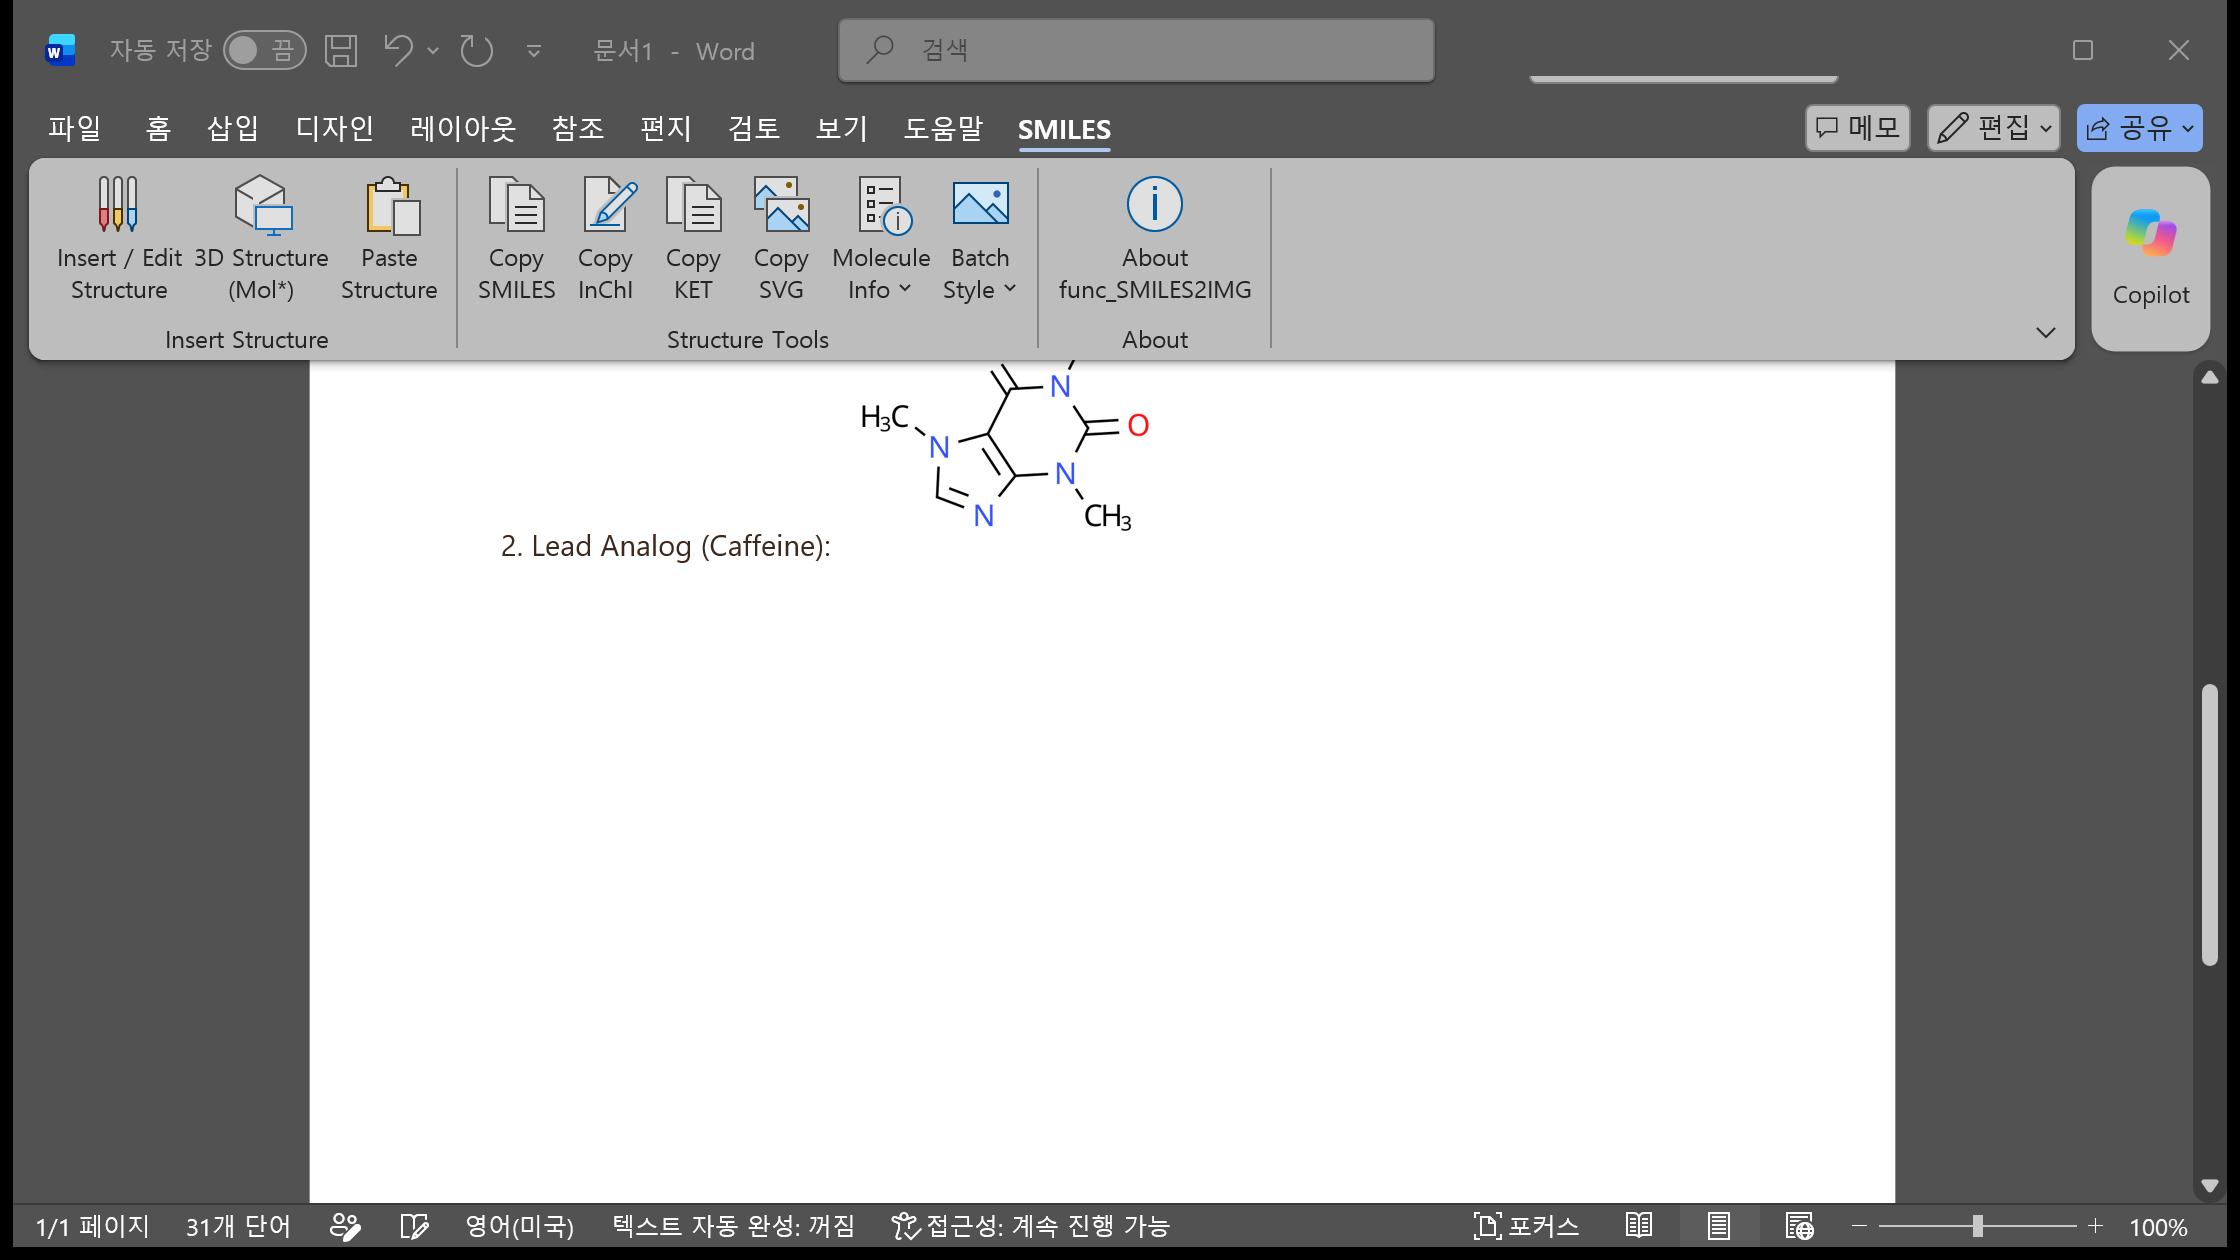 자동 저장 끔 문서1 - Word 검색
파일 홈 삽입 디자인 레이아웃 참조 편지 검토 보기 도움말 SMILES 메모 편집 공유
Insert / Edit Structure
3D Structure (Mol*)
Paste Structure
Copy SMILES
Copy InChI
Copy KET
Copy SVG
Molecule Info
Batch Style
About func_SMILES2IMG
Copilot
Insert Structure Structure Tools About
N
H₃C
O
N
N
N
CH₃
2. Lead Analog (Caffeine):
1/1 페이지 31개 단어 영어(미국) 텍스트 자동 완성: 꺼짐 접근성: 계속 진행 가능 포커스 100%